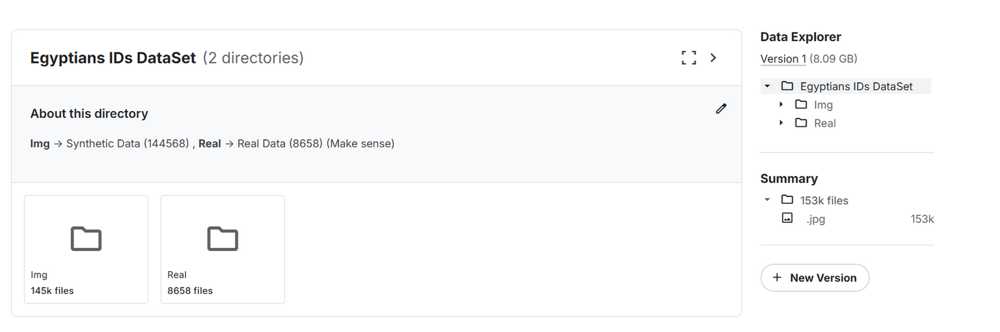 Egyptians IDs DataSet (2 directories)
About this directory
Img → Synthetic Data (144568) , Real → Real Data (8658) (Make sense)
Img
145k files
Real
8658 files
Data Explorer
Version 1 (8.09 GB)
Egyptians IDs DataSet
Img
Real
Summary
153k files
.jpg 153k
+ New Version